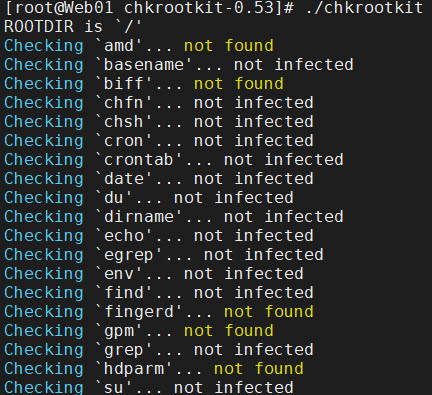 [root@Web01 chkrootkit-0.53]# ./chkrootkit
ROOTDIR is `/'
Checking `amd'... not found
Checking `basename'... not infected
Checking `biff'... not found
Checking `chfn'... not infected
Checking `chsh'... not infected
Checking `cron'... not infected
Checking `crontab'... not infected
Checking `date'... not infected
Checking `du'... not infected
Checking `dirname'... not infected
Checking `echo'... not infected
Checking `egrep'... not infected
Checking `env'... not infected
Checking `find'... not infected
Checking `fingerd'... not found
Checking `gpm'... not found
Checking `grep'... not infected
Checking `hdparm'... not found
Checking `su'... not infected